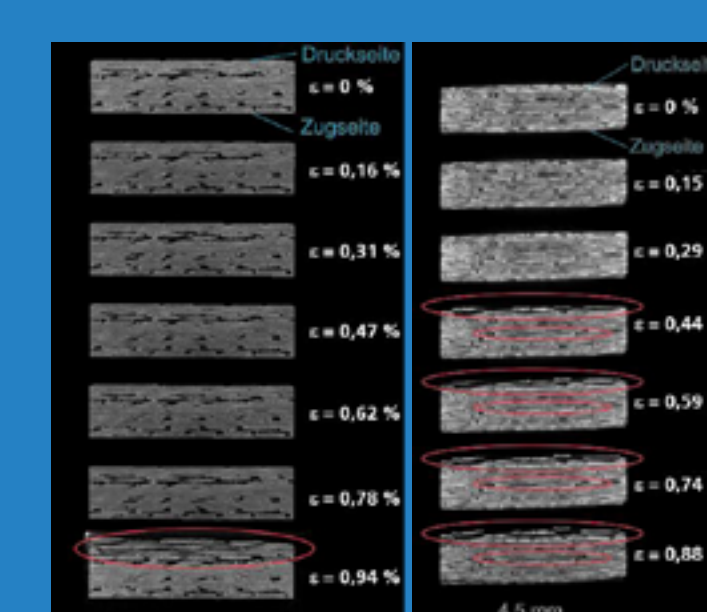 Druckseite
ε = 0 %
Zugseite
ε = 0,16 %
ε = 0,31 %
ε = 0,47 %
ε = 0,62 %
ε = 0,78 %
ε = 0,94 %
Druckseit
ε = 0 %
Zugseite
ε = 0,15
ε = 0,29
ε = 0,44
ε = 0,59
ε = 0,74
ε = 0,88
4,5 mm